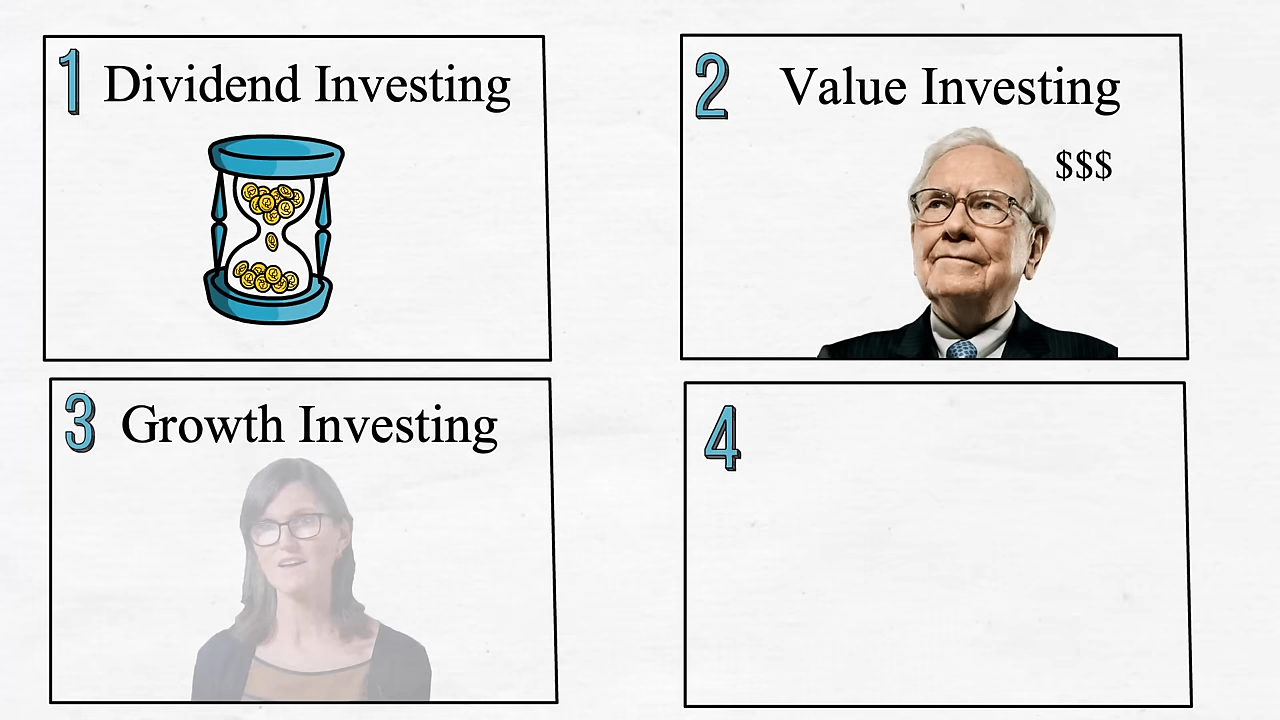 1 Dividend Investing
2 Value Investing
$$$
3 Growth Investing
4